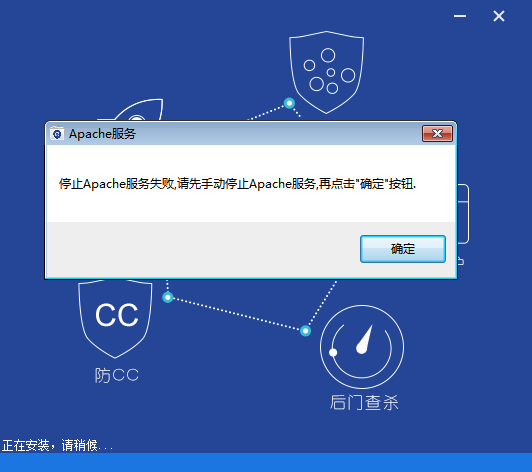 Apache服务
停止Apache服务失败,请先手动停止Apache服务,再点击"确定"按钮.
确定
CC
防CC
后门查杀
正在安装，请稍候...